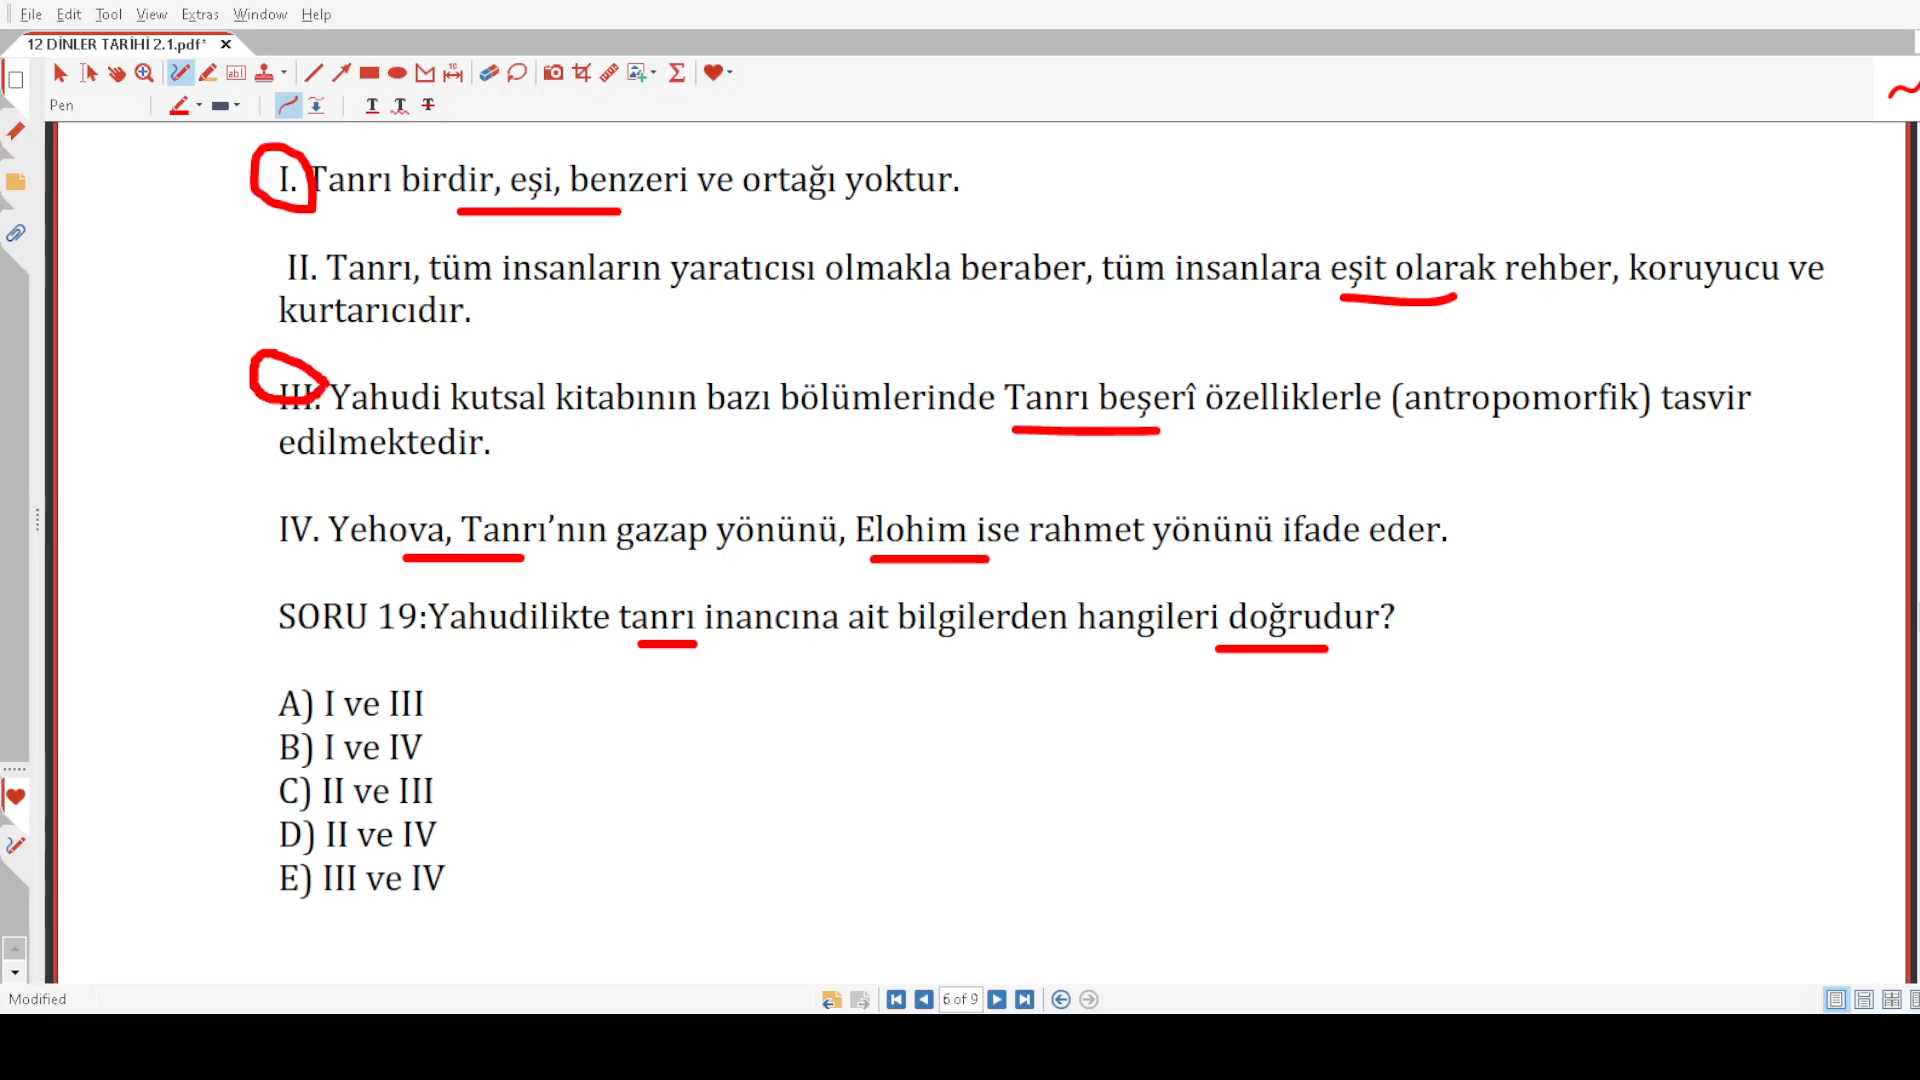 File Edit Tool View Extras Window Help
12 DİNLER TARİHİ 2.1.pdf* x
Pen
I. Tanrı birdir, eşi, benzeri ve ortağı yoktur.
II. Tanrı, tüm insanların yaratıcısı olmakla beraber, tüm insanlara eşit olarak rehber, koruyucu ve
kurtarıcıdır.
III. Yahudi kutsal kitabının bazı bölümlerinde Tanrı beşerî özelliklerle (antropomorfik) tasvir
edilmektedir.
IV. Yehova, Tanrı’nın gazap yönünü, Elohim ise rahmet yönünü ifade eder.
SORU 19:Yahudilikte tanrı inancına ait bilgilerden hangileri doğrudur?
A) I ve III
B) I ve IV
C) II ve III
D) II ve IV
E) III ve IV
Modified 6 of 9